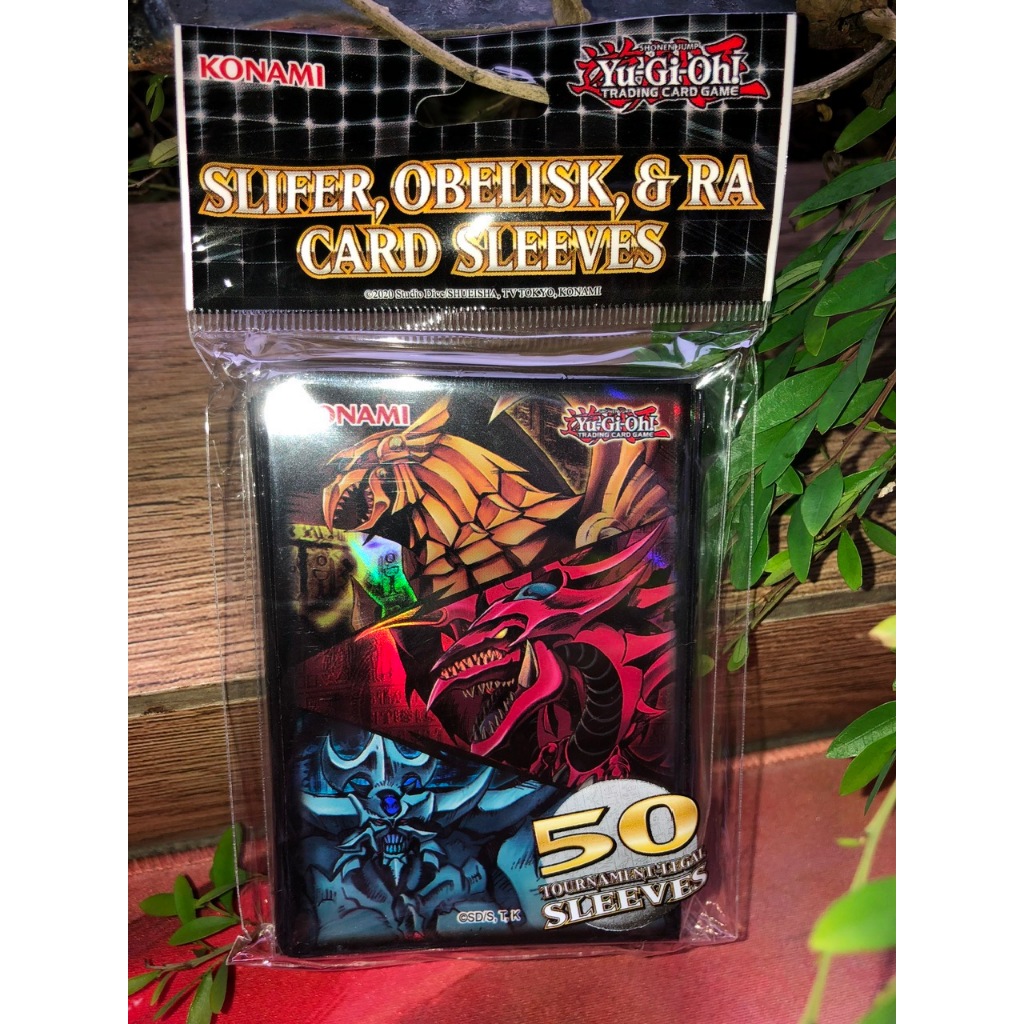 KONAMI
SHONEN JUMP
Yu-Gi-Oh!
TRADING CARD GAME
SLIFER, OBELISK, & RA
CARD SLEEVES
©2020 Studio Dice/SHUEISHA, TV TOKYO, KONAMI
KONAMI
Yu-Gi-Oh!
TRADING CARD GAME
50
TOURNAMENT-LEGAL
SLEEVES
©SD/S, T, K